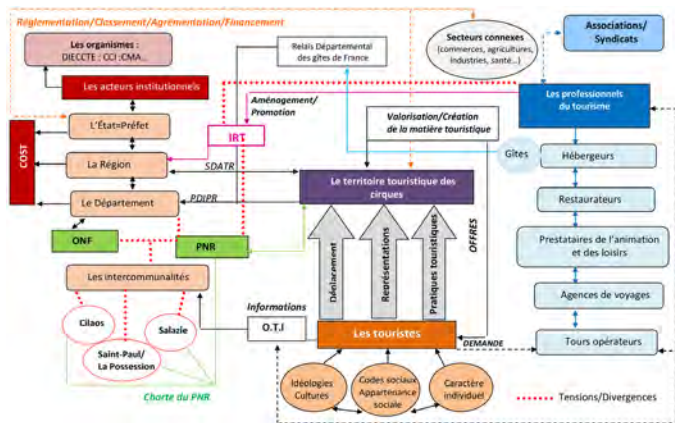 Réglementation/Classement/Agrémentation/Financement
Les organismes :
DIECCTE ; CCI ;CMA...
Relais Départemental
des gîtes de France
Secteurs connexes
(commerces, agricultures,
industries, santé...)
Associations/
Syndicats
Les acteurs institutionnels
Aménagement/
Promotion
Valorisation/Création
de la matière touristique
Les professionnels
du tourisme
L'État=Préfet
IRT
COST
La Région
SDATR
Gîtes
Hébergeurs
Le territoire touristique des
cirques
Le Département
PDIPR
Restaurateurs
ONF
PNR
OFFRES
Déplacement
Représentations
Pratiques touristiques
Prestataires de l'animation
et des loisirs
Les intercommunalités
Agences de voyages
Informations
Cilaos
Salazie
O.T.I
Les touristes
DEMANDE
Tours opérateurs
Saint-Paul/
La Possession
Idéologies
Cultures
Codes sociaux
Appartenance
sociale
Caractère
individuel
Charte du PNR
Tensions/Divergences